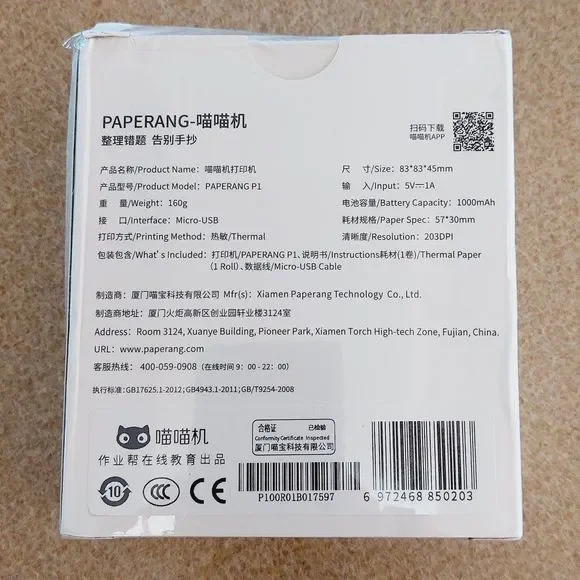 PAPERANG-喵喵机
整理错题 告别手抄
扫码下载
喵喵机APP
产品名称/Product Name: 喵喵机打印机
产品型号/Product Model: PAPERANG P1
重 量/Weight: 160g
接 口/Interface: Micro-USB
打印方式/Printing Method: 热敏/Thermal
尺 寸/Size: 83*83*45mm
输 入/Input: 5V⎓1A
电池容量/Battery Capacity: 1000mAh
耗材规格/Paper Spec: 57*30mm
清晰度/Resolution: 203DPI
包装包含/What's Included: 打印机/PAPERANG P1、说明书/Instructions耗材(1卷)/Thermal Paper
(1 Roll)、数据线/Micro-USB Cable
制造商: 厦门喵宝科技有限公司 Mfr(s): Xiamen Paperang Technology Co., Ltd.
制造商地址: 厦门火炬高新区创业园轩业楼3124室
Address: Room 3124, Xuanye Building, Pioneer Park, Xiamen Torch High-tech Zone, Fujian, China.
URL: www.paperang.com
客服热线: 400-059-0908 (在线时间 9:00 -22:00)
执行标准: GB17625.1-2012; GB4943.1-2011; GB/T9254-2008
喵喵机
作业帮在线教育出品
合格证 已检验
Conformity Certificate Inspected
厦门喵宝科技有限公司
10
CCC
CE
P100R01B017597
6 972468 850203